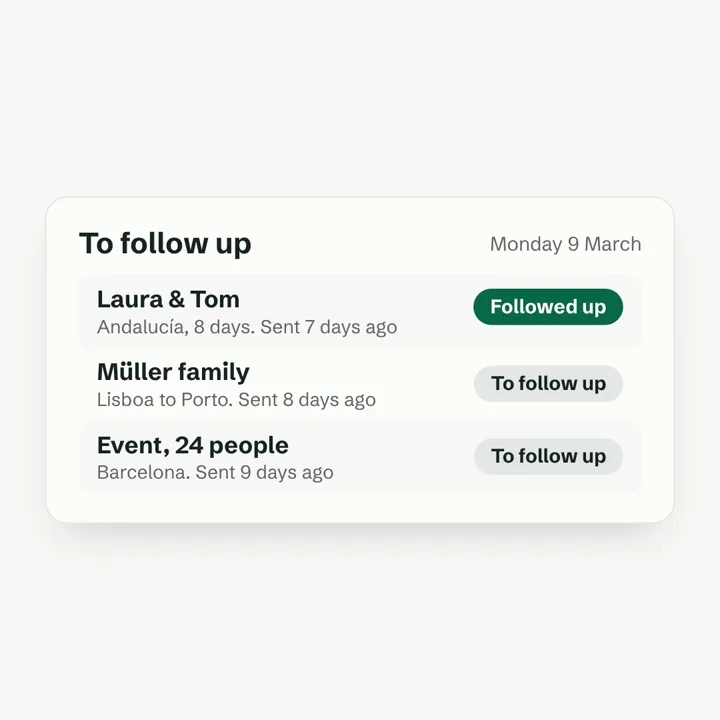 To follow up
Monday 9 March
Laura & Tom
Andalucía, 8 days. Sent 7 days ago
Followed up
Müller family
Lisboa to Porto. Sent 8 days ago
To follow up
Event, 24 people
Barcelona. Sent 9 days ago
To follow up